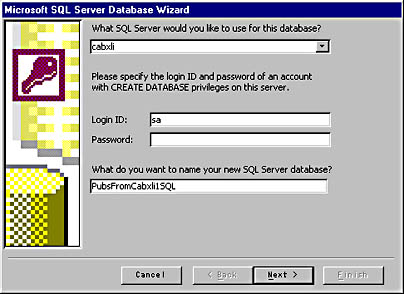 Microsoft SQL Server Database Wizard
What SQL Server would you like to use for this database?
cabxli
Please specify the login ID and password of an account
with CREATE DATABASE privileges on this server.
Login ID:
sa
Password:
What do you want to name your new SQL Server database?
PubsFromCabxli1SQL
Cancel
< Back
Next >
Finish